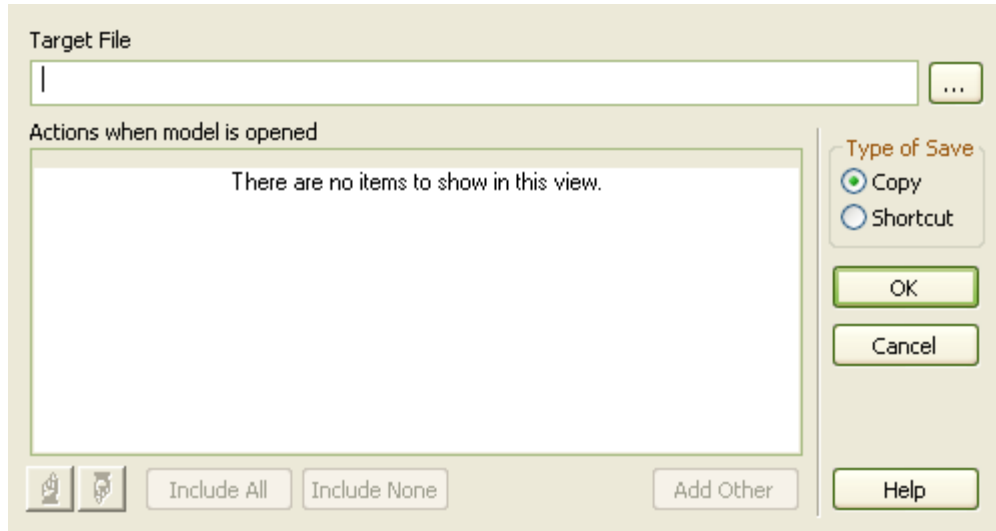 Target File
...
Actions when model is opened
There are no items to show in this view.
Type of Save
Copy
Shortcut
OK
Cancel
Include All
Include None
Add Other
Help